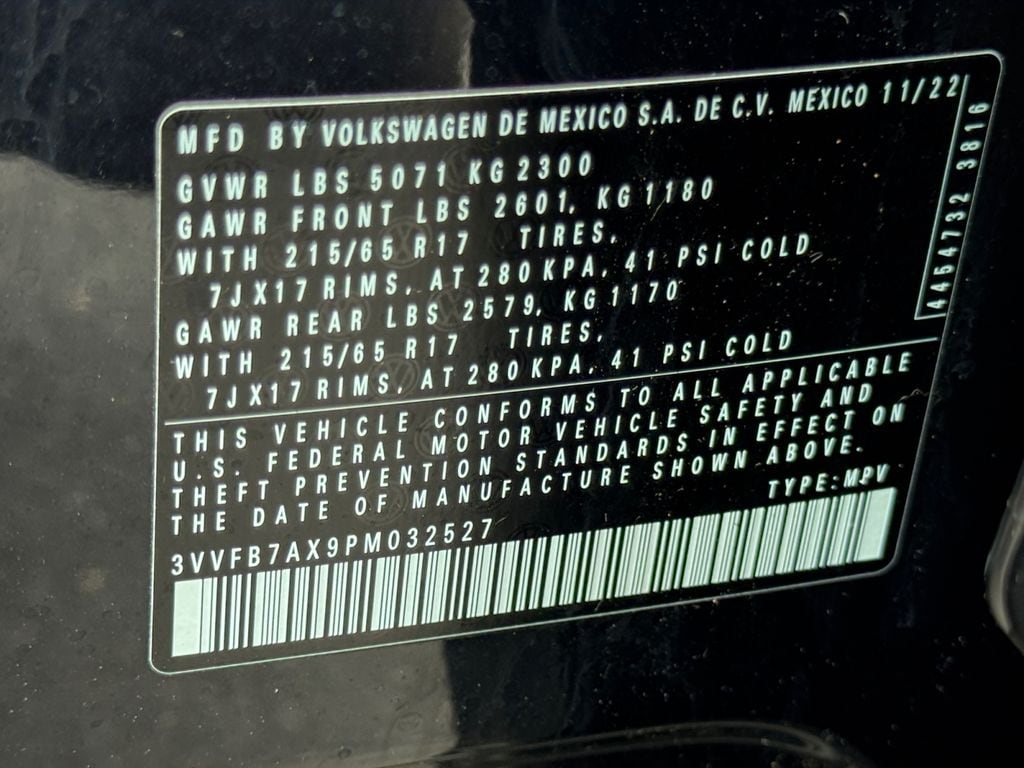 MFD BY VOLKSWAGEN DE MEXICO S.A. DE C.V. MEXICO 11/22
GVWR LBS 5071 KG 2300
GAWR FRONT LBS 2601, KG 1180
WITH 215/65 R17 TIRES,
7JX17 RIMS, AT 280 KPA, 41 PSI COLD
GAWR REAR LBS 2579, KG 1170
WITH 215/65 R17 TIRES,
7JX17 RIMS, AT 280 KPA, 41 PSI COLD
4454732 3816
THIS VEHICLE CONFORMS TO ALL APPLICABLE
U.S. FEDERAL MOTOR VEHICLE SAFETY AND
THEFT PREVENTION STANDARDS IN EFFECT ON
THE DATE OF MANUFACTURE SHOWN ABOVE.
TYPE:MPV
3VVFB7AX9PM032527